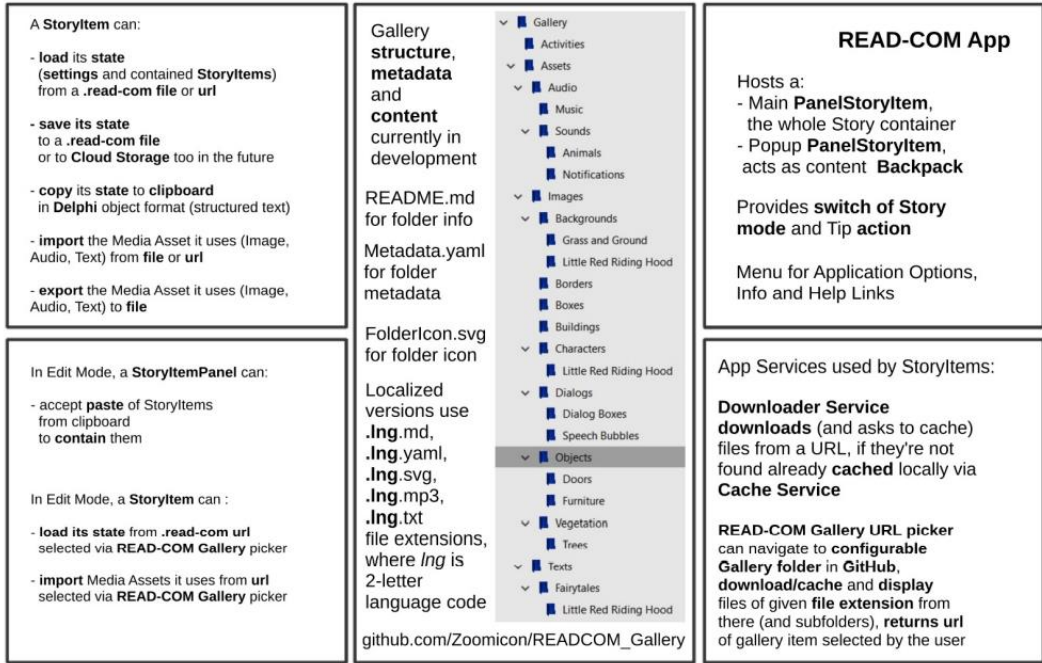 A StoryItem can:
- load its state
(settings and contained StoryItems)
from a .read-com file or url
- save its state
to a .read-com file
or to Cloud Storage too in the future
- copy its state to clipboard
in Delphi object format (structured text)
- import the Media Asset it uses (Image,
Audio, Text) from file or url
- export the Media Asset it uses (Image,
Audio, Text) to file
In Edit Mode, a StoryItemPanel can:
- accept paste of StoryItems
from clipboard
to contain them
In Edit Mode, a StoryItem can :
- load its state from .read-com url
selected via READ-COM Gallery picker
- import Media Assets it uses from url
selected via READ-COM Gallery picker
Gallery
structure,
metadata
and
content
currently in
development
README.md
for folder info
Metadata.yaml
for folder
metadata
FolderIcon.svg
for folder icon
Localized
versions use
.lng.md,
.lng.yaml,
.lng.svg,
.lng.mp3,
.lng.txt
file extensions,
where lng is
2-letter
language code
Gallery
Activities
Assets
Audio
Music
Sounds
Animals
Notifications
Images
Backgrounds
Grass and Ground
Little Red Riding Hood
Borders
Boxes
Buildings
Characters
Little Red Riding Hood
Dialogs
Dialog Boxes
Speech Bubbles
Objects
Doors
Furniture
Vegetation
Trees
Texts
Fairytales
Little Red Riding Hood
github.com/Zoomicon/READCOM_Gallery
READ-COM App
Hosts a:
- Main PanelStoryItem,
the whole Story container
- Popup PanelStoryItem,
acts as content Backpack
Provides switch of Story
mode and Tip action
Menu for Application Options,
Info and Help Links
App Services used by StoryItems:
Downloader Service
downloads (and asks to cache)
files from a URL, if they're not
found already cached locally via
Cache Service
READ-COM Gallery URL picker
can navigate to configurable
Gallery folder in GitHub,
download/cache and display
files of given file extension from
there (and subfolders), returns url
of gallery item selected by the user